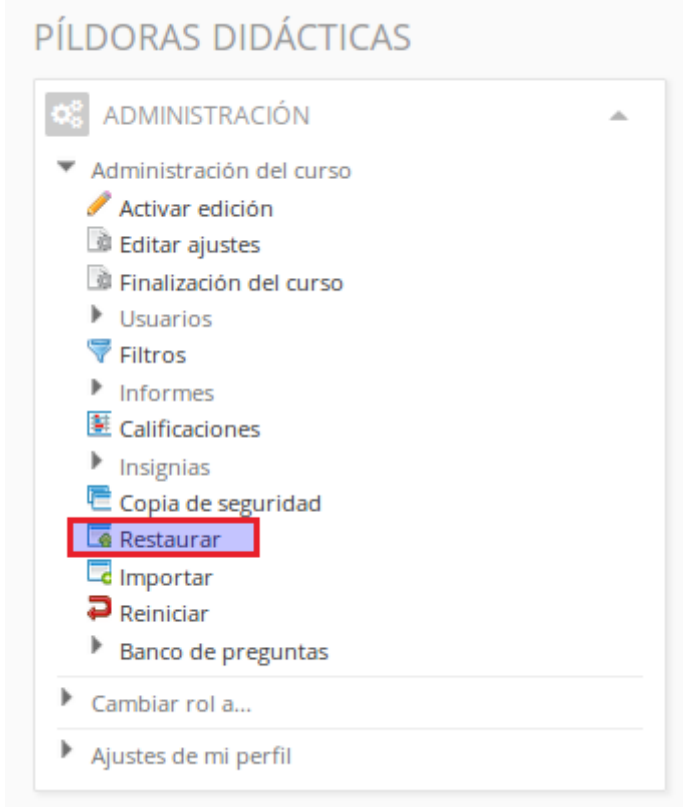 PÍLDORAS DIDÁCTICAS
ADMINISTRACIÓN
Administración del curso
Activar edición
Editar ajustes
Finalización del curso
Usuarios
Filtros
Informes
Calificaciones
Insignias
Copia de seguridad
Restaurar
Importar
Reiniciar
Banco de preguntas
Cambiar rol a...
Ajustes de mi perfil